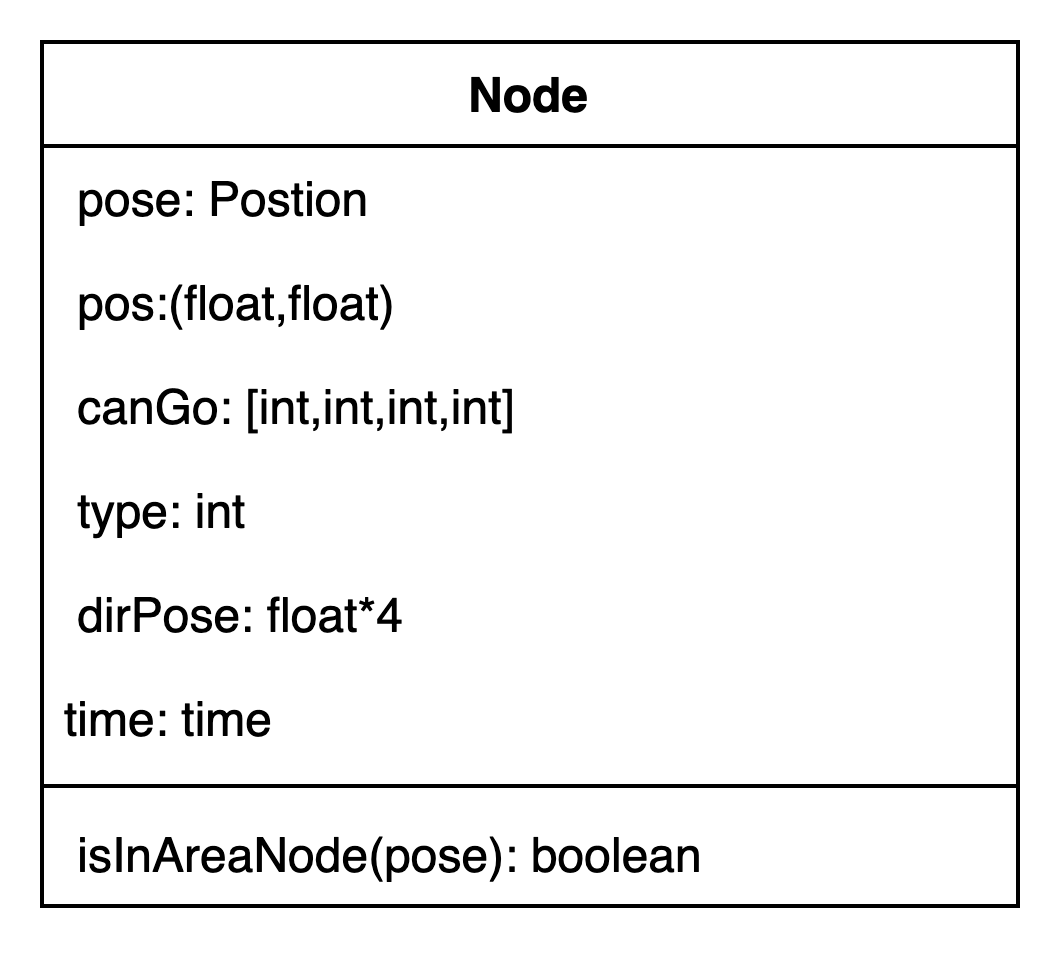 Node
pose: Postion
pos:(float,float)
canGo: [int,int,int,int]
type: int
dirPose: float*4
time: time
isInAreaNode(pose): boolean